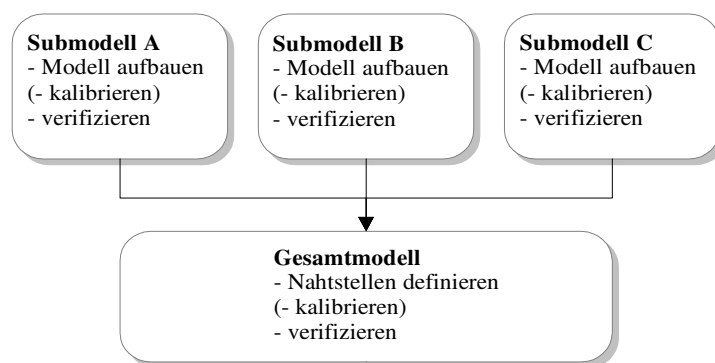 Submodell A
- Modell aufbauen
(- kalibrieren)
- verifizieren
Submodell B
- Modell aufbauen
(- kalibrieren)
- verifizieren
Submodell C
- Modell aufbauen
(- kalibrieren)
- verifizieren
Gesamtmodell
- Nahtstellen definieren
(- kalibrieren)
- verifizieren